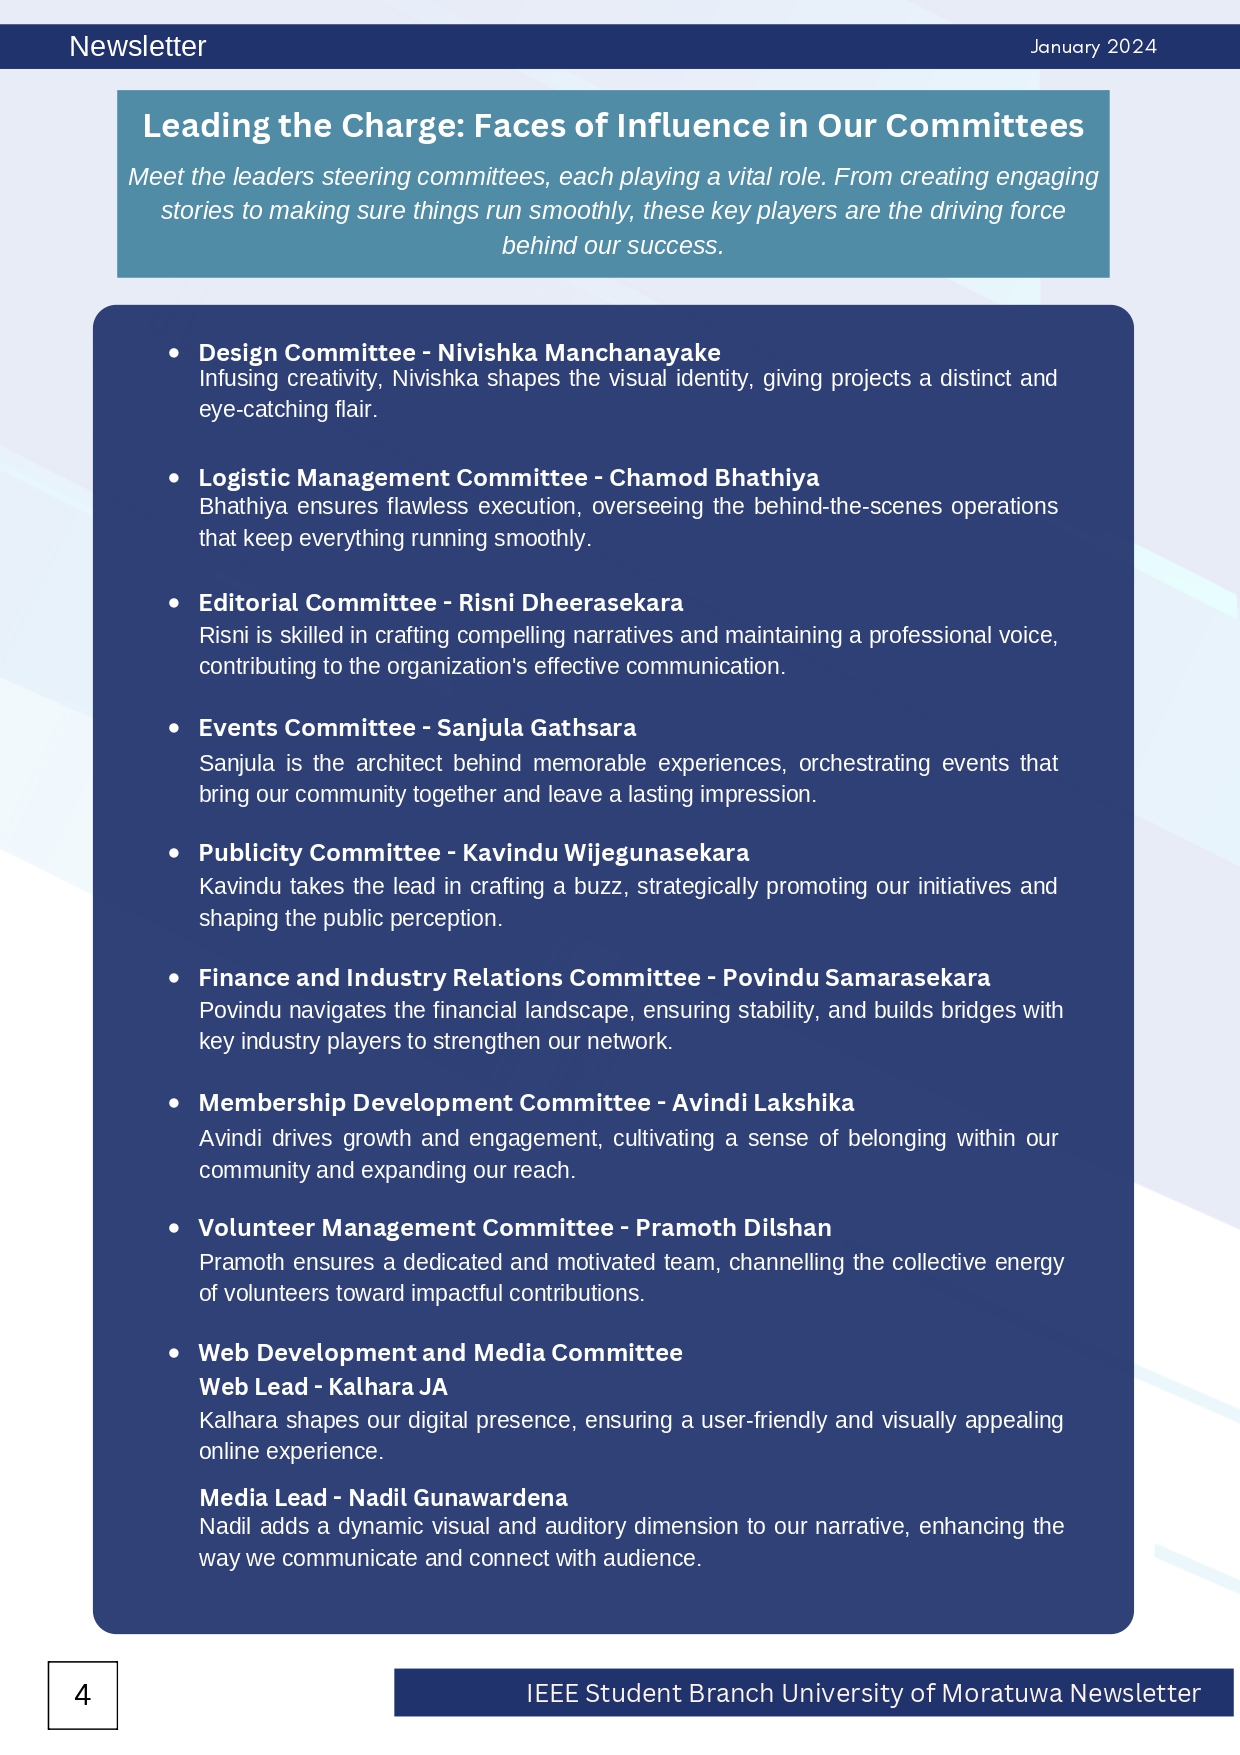 Newsletter
January 2024
Leading the Charge: Faces of Influence in Our Committees
Meet the leaders steering committees, each playing a vital role. From creating engaging
stories to making sure things run smoothly, these key players are the driving force
behind our success.
• Design Committee - Nivishka Manchanayake
Infusing creativity, Nivishka shapes the visual identity, giving projects a distinct and
eye-catching flair.
• Logistic Management Committee - Chamod Bhathiya
Bhathiya ensures flawless execution, overseeing the behind-the-scenes operations
that keep everything running smoothly.
• Editorial Committee - Risni Dheerasekara
Risni is skilled in crafting compelling narratives and maintaining a professional voice,
contributing to the organization's effective communication.
• Events Committee - Sanjula Gathsara
Sanjula is the architect behind memorable experiences, orchestrating events that
bring our community together and leave a lasting impression.
• Publicity Committee - Kavindu Wijegunasekara
Kavindu takes the lead in crafting a buzz, strategically promoting our initiatives and
shaping the public perception.
• Finance and Industry Relations Committee - Povindu Samarasekara
Povindu navigates the financial landscape, ensuring stability, and builds bridges with
key industry players to strengthen our network.
• Membership Development Committee - Avindi Lakshika
Avindi drives growth and engagement, cultivating a sense of belonging within our
community and expanding our reach.
• Volunteer Management Committee - Pramoth Dilshan
Pramoth ensures a dedicated and motivated team, channelling the collective energy
of volunteers toward impactful contributions.
• Web Development and Media Committee
Web Lead - Kalhara JA
Kalhara shapes our digital presence, ensuring a user-friendly and visually appealing
online experience.
Media Lead - Nadil Gunawardena
Nadil adds a dynamic visual and auditory dimension to our narrative, enhancing the
way we communicate and connect with audience.
4
IEEE Student Branch University of Moratuwa Newsletter